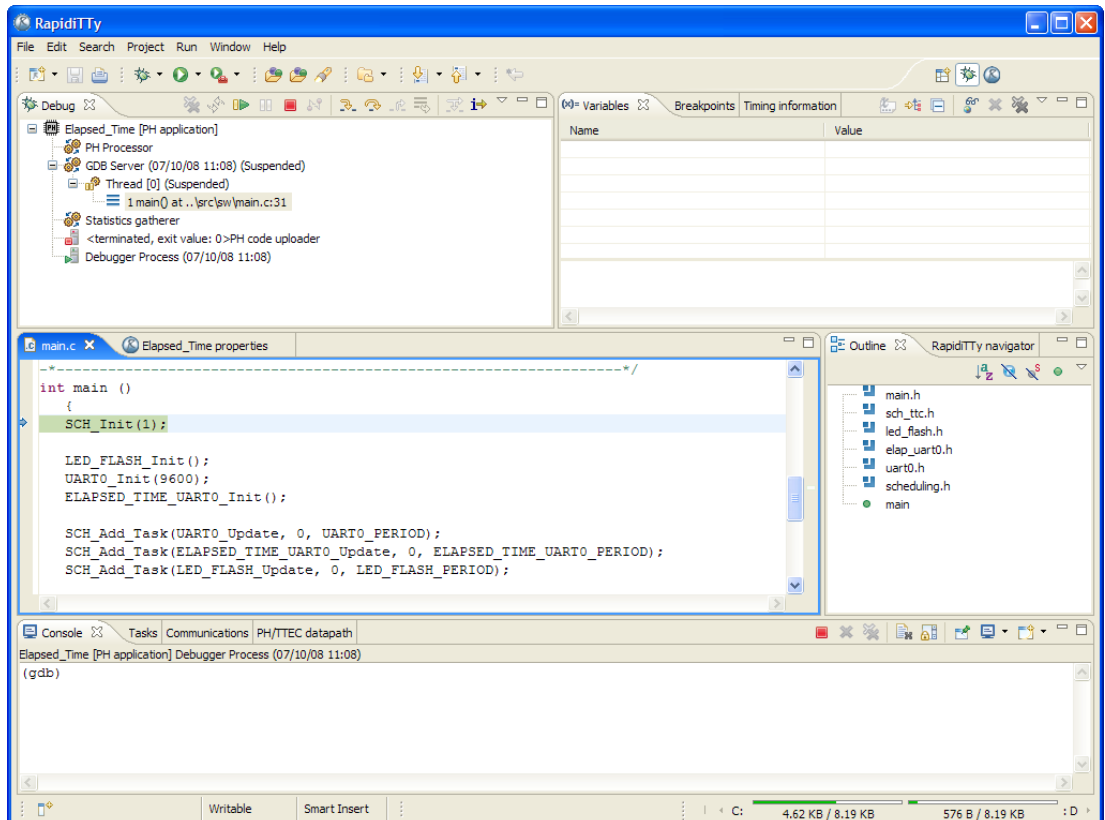 RapidiTTy
File Edit Search Project Run Window Help
Debug
Elapsed_Time [PH application]
PH Processor
GDB Server (07/10/08 11:08) (Suspended)
Thread [0] (Suspended)
1 main() at ..\src\sw\main.c:31
Statistics gatherer
<terminated, exit value: 0>PH code uploader
Debugger Process (07/10/08 11:08)
(x)= Variables Breakpoints Timing information
Name Value
main.c Elapsed_Time properties
-*----------------------------------------------------------------------*/
int main ()
{
SCH_Init(1);
LED_FLASH_Init();
UART0_Init(9600);
ELAPSED_TIME_UART0_Init();
SCH_Add_Task(UART0_Update, 0, UART0_PERIOD);
SCH_Add_Task(ELAPSED_TIME_UART0_Update, 0, ELAPSED_TIME_UART0_PERIOD);
SCH_Add_Task(LED_FLASH_Update, 0, LED_FLASH_PERIOD);
Outline RapidiTTy navigator
main.h
sch_ttc.h
led_flash.h
elap_uart0.h
uart0.h
scheduling.h
main
Console Tasks Communications PH/TTEC datapath
Elapsed_Time [PH application] Debugger Process (07/10/08 11:08)
(gdb)
Writable Smart Insert C: 4.62 KB / 8.19 KB 576 B / 8.19 KB : D